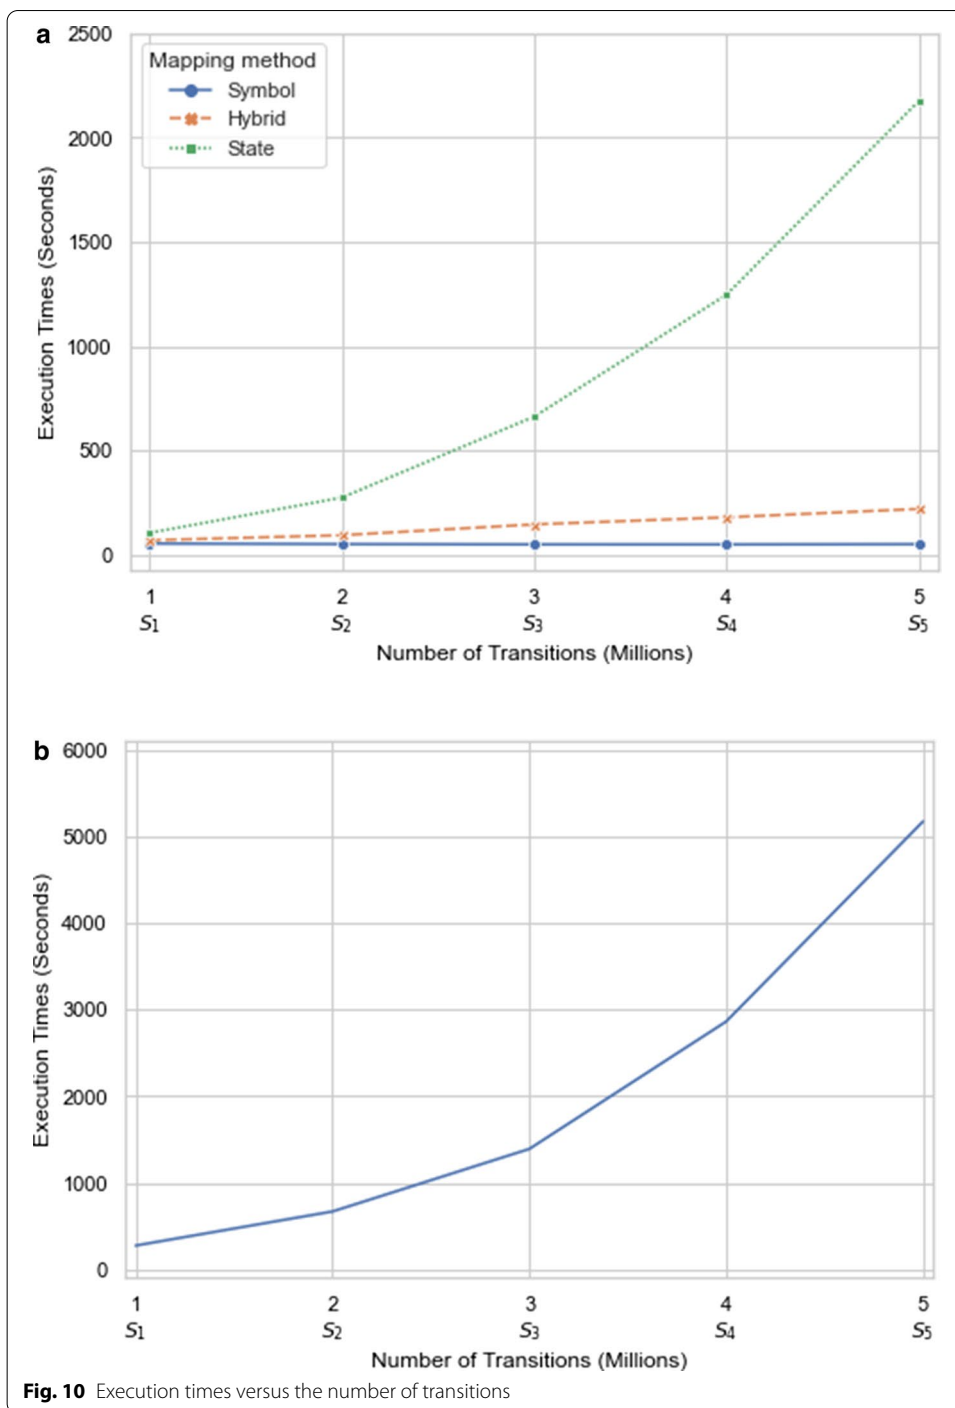 a
2500
Mapping method
Symbol
Hybrid
State
2000
1500
1000
500
0
Execution Times (Seconds)
1 2 3 4 5
S1 S2 S3 S4 S5
Number of Transitions (Millions)
b
6000
5000
4000
3000
2000
1000
0
Execution Times (Seconds)
1 2 3 4 5
S1 S2 S3 S4 S5
Number of Transitions (Millions)
Fig. 10 Execution times versus the number of transitions